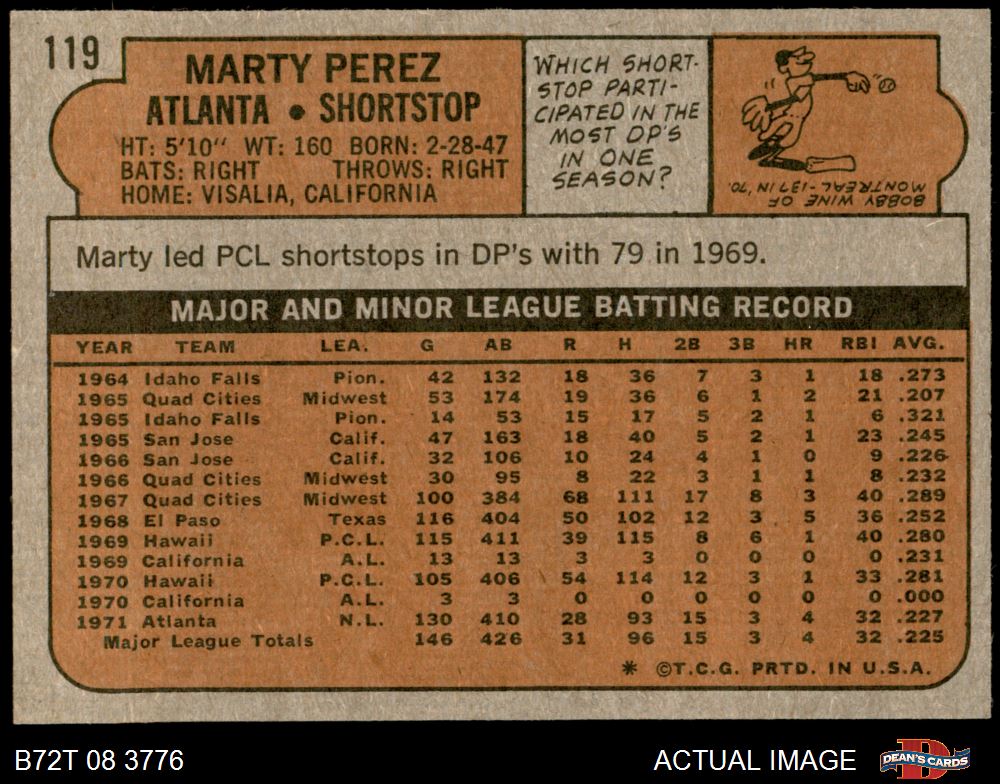 119
MARTY PEREZ
ATLANTA • SHORTSTOP
HT: 5'10" WT: 160 BORN: 2-28-47
BATS: RIGHT THROWS: RIGHT
HOME: VISALIA, CALIFORNIA
WHICH SHORT-
STOP PARTI-
CIPATED IN THE
MOST DP'S
IN ONE
SEASON?
BOBBY WINE OF
MONTREAL-137 IN '70.
Marty led PCL shortstops in DP's with 79 in 1969.
MAJOR AND MINOR LEAGUE BATTING RECORD
YEAR TEAM LEA. G AB R H 2B 3B HR RBI AVG.
1964 Idaho Falls Pion. 42 132 18 36 7 3 1 18 .273
1965 Quad Cities Midwest 53 174 19 36 6 1 2 21 .207
1965 Idaho Falls Pion. 14 53 15 17 5 2 1 6 .321
1965 San Jose Calif. 47 163 18 40 5 2 1 23 .245
1966 San Jose Calif. 32 106 10 24 4 1 0 9 .226
1966 Quad Cities Midwest 30 95 8 22 3 1 1 8 .232
1967 Quad Cities Midwest 100 384 68 111 17 8 3 40 .289
1968 El Paso Texas 116 404 50 102 12 3 5 36 .252
1969 Hawaii P.C.L. 115 411 39 115 8 6 1 40 .280
1969 California A.L. 13 13 3 3 0 0 0 0 .231
1970 Hawaii P.C.L. 105 406 54 114 12 3 1 33 .281
1970 California A.L. 3 3 0 0 0 0 0 0 .000
1971 Atlanta N.L. 130 410 28 93 15 3 4 32 .227
Major League Totals 146 426 31 96 15 3 4 32 .225
* ©T.C.G. PRTD. IN U.S.A.
B72T 08 3776 ACTUAL IMAGE
D
DEAN'S CARDS